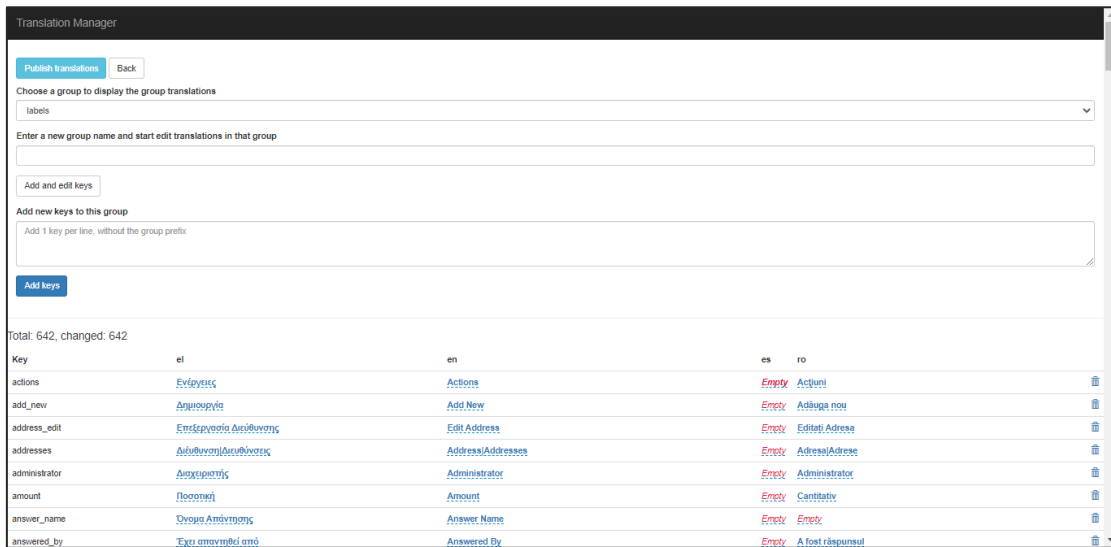 Translation Manager
Publish translations Back
Choose a group to display the group translations
labels
Enter a new group name and start edit translations in that group
Add and edit keys
Add new keys to this group
Add 1 key per line, without the group prefix
Add keys
Total: 642, changed: 642
Key el en es ro
actions Ενέργειες Actions Empty Acțiuni
add_new Δημιουργία Add New Empty Adăuga nou
address_edit Επεξεργασία Διεύθυνσης Edit Address Empty Editați Adresa
addresses Διέυθυνση|Διευθύνσεις Address|Addresses Empty Adresa|Adrese
administrator Διαχειριστής Administrator Empty Administrator
amount Ποσοτική Amount Empty Cantitativ
answer_name Όνομα Απάντησης Answer Name Empty Empty
answered_by Έχει απαντηθεί από Answered By Empty A fost răspunsul